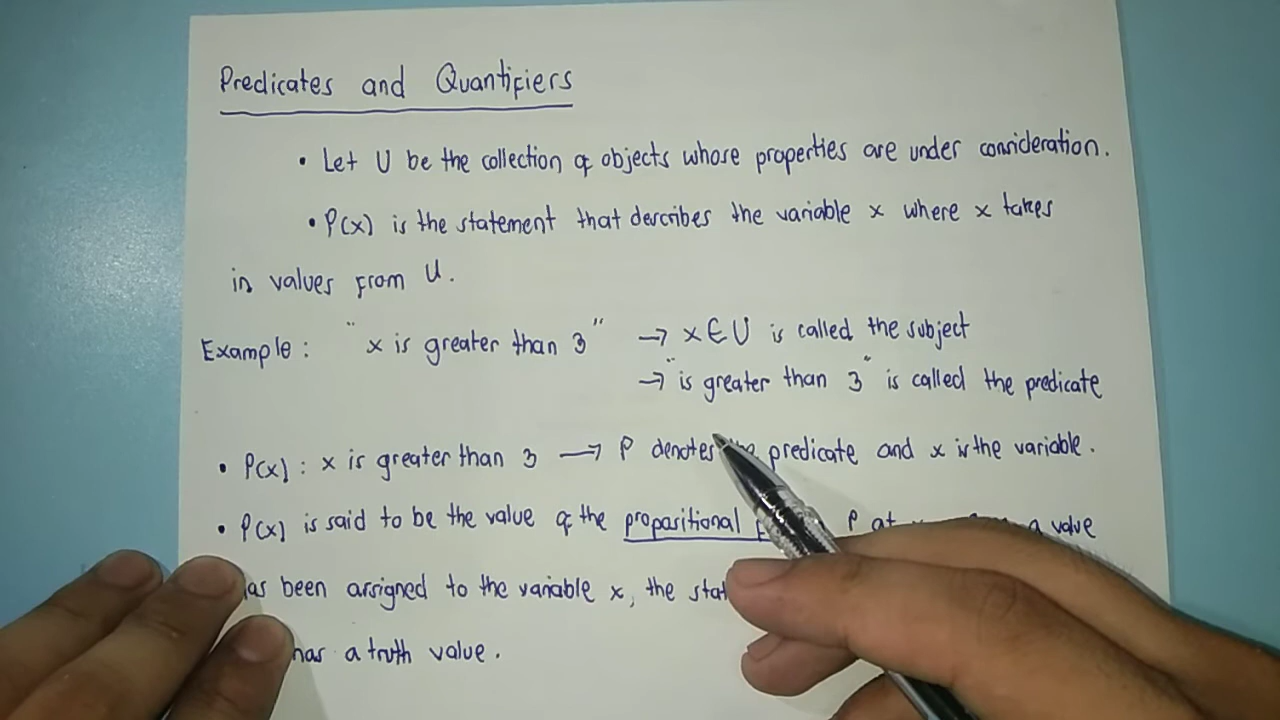 Predicates and Quantifiers
• Let U be the collection of objects whose properties are under consideration.
• P(x) is the statement that describes the variable x where x takes
in values from U.
Example: "x is greater than 3" → x∈U is called the subject
→ "is greater than 3" is called the predicate
• P(x): x is greater than 3 → P denotes the predicate and x is the variable.
• P(x) is said to be the value of the propositional P at a value
been assigned to the variable x, the
has a truth value.